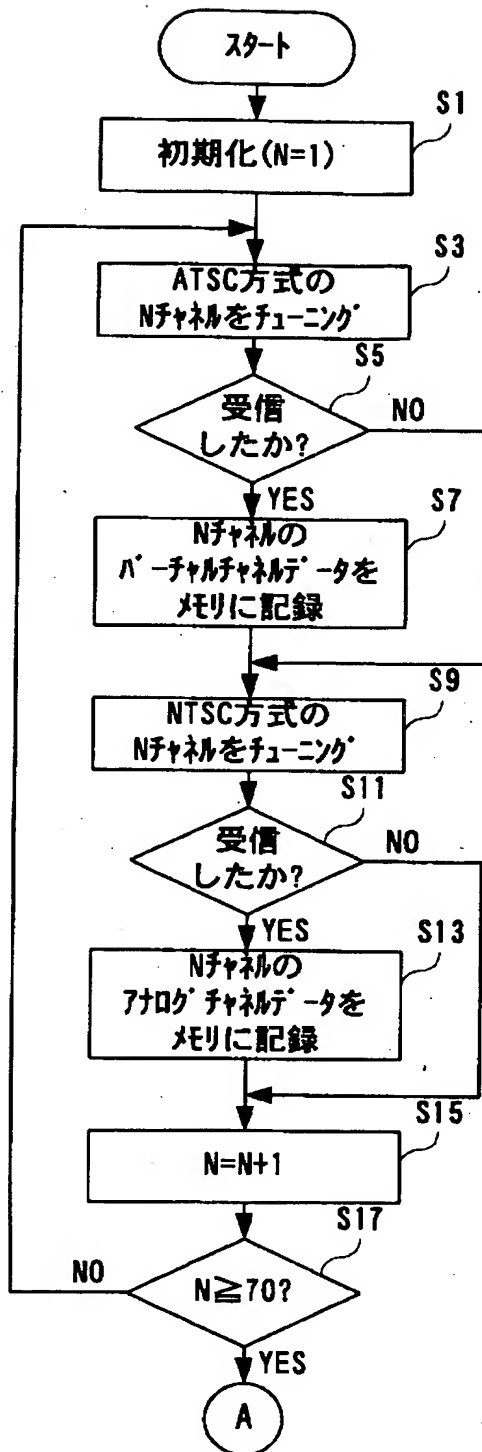 スタート
S1
初期化(N=1)
S3
ATSC方式の
Nチャネルをチューニング
S5
受信
したか?
NO
YES
S7
Nチャネルの
バーチャルチャネルデータを
メモリに記録
S9
NTSC方式の
Nチャネルをチューニング
S11
受信
したか?
NO
YES
S13
Nチャネルの
アナログチャネルデータを
メモリに記録
S15
N=N+1
S17
NO
N≧70?
YES
A